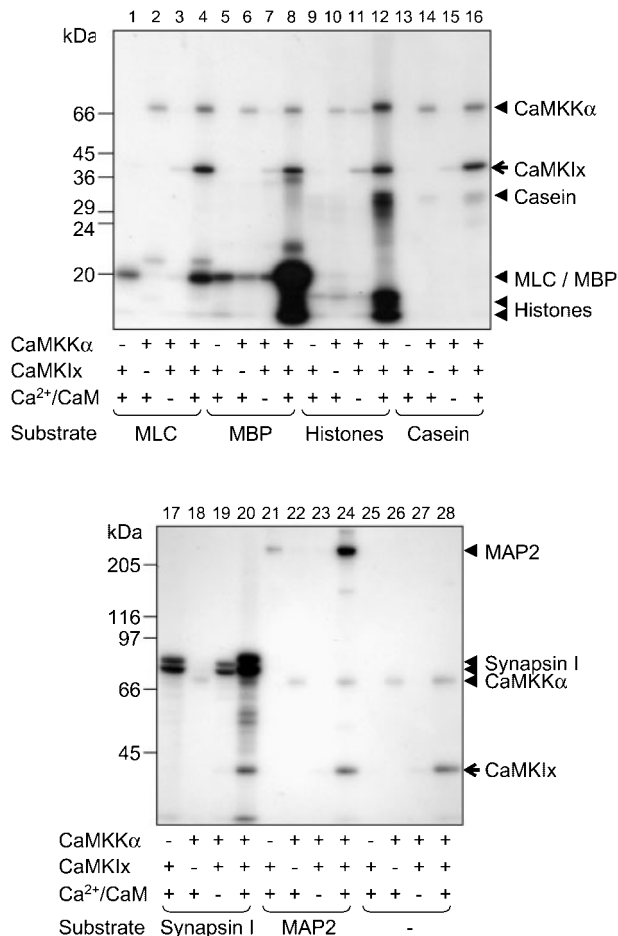 1 2 3 4 5 6 7 8 9 10 11 12 13 14 15 16
kDa
66
CaMKKα
45
CaMKIx
36
Casein
29
24
20
MLC / MBP
Histones
CaMKKα - + + + - + + + - + + + - + + +
CaMKIx + - + + + - + + + - + + + - + +
Ca²⁺/CaM + + - + + + - + + + - + + + - +
Substrate MLC MBP Histones Casein
17 18 19 20 21 22 23 24 25 26 27 28
kDa
MAP2
205
116
97
Synapsin I
CaMKKα
66
45
CaMKIx
CaMKKα - + + + - + + + - + + +
CaMKIx + - + + + - + + + - + +
Ca²⁺/CaM + + - + + + - + + + - +
Substrate Synapsin I MAP2 -